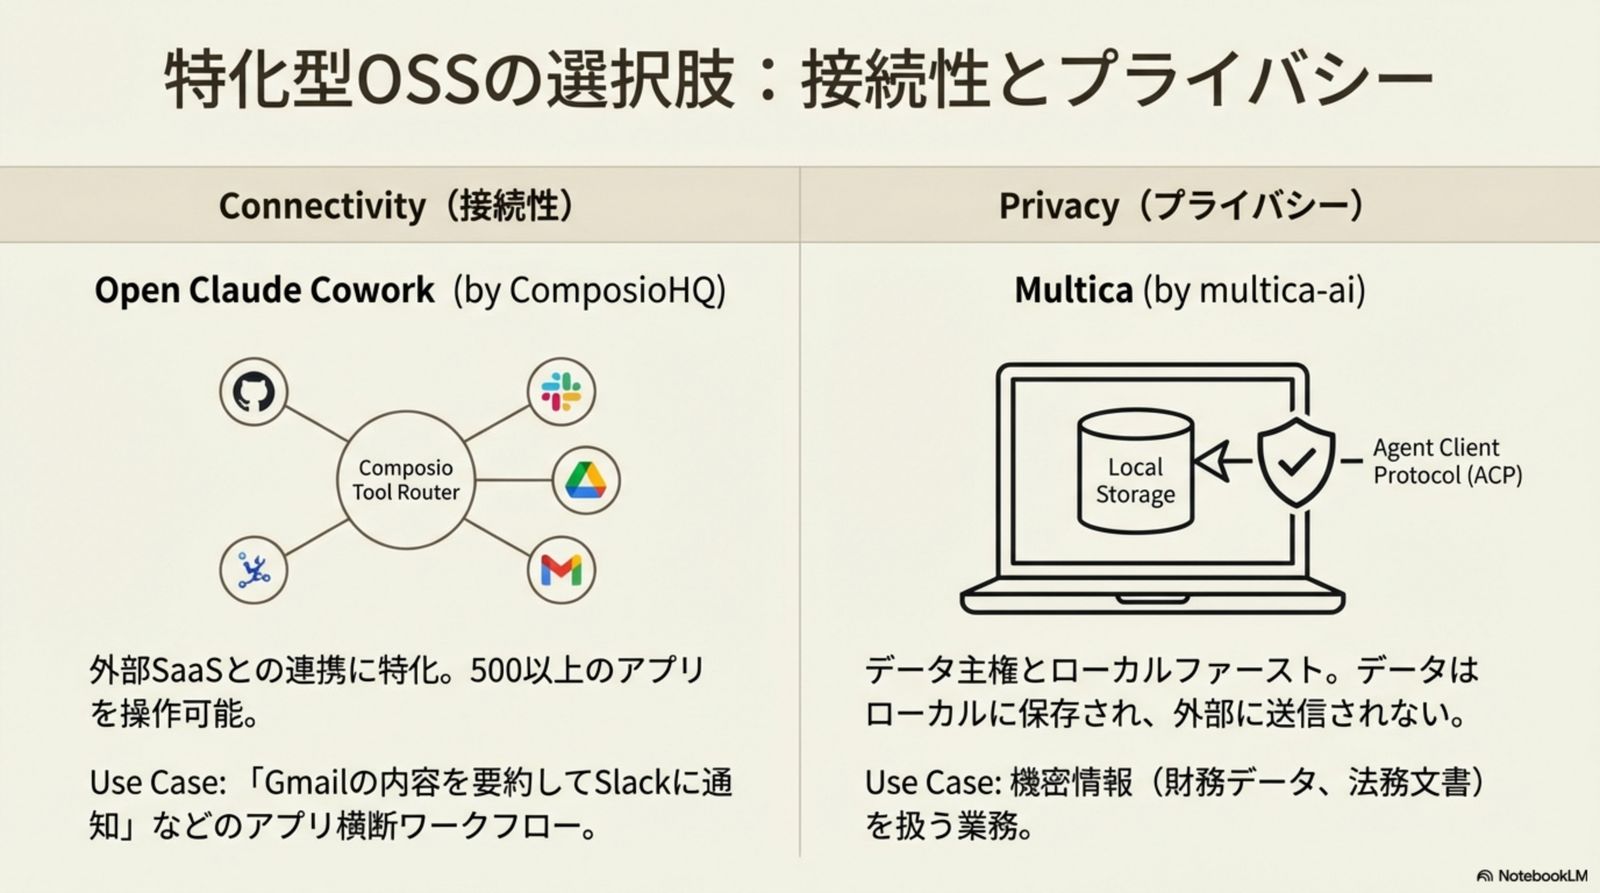 特化型OSSの選択肢：接続性とプライバシー
Connectivity（接続性）
Open Claude Cowork (by ComposioHQ)
Composio
Tool Router
外部SaaSとの連携に特化。500以上のアプリ
を操作可能。
Use Case: 「Gmailの内容を要約してSlackに通
知」などのアプリ横断ワークフロー。
Privacy（プライバシー）
Multica (by multica-ai)
Local
Storage
Agent Client
Protocol (ACP)
データ主権とローカルファースト。データは
ローカルに保存され、外部に送信されない。
Use Case: 機密情報（財務データ、法務文書）
を扱う業務。
NotebookLM